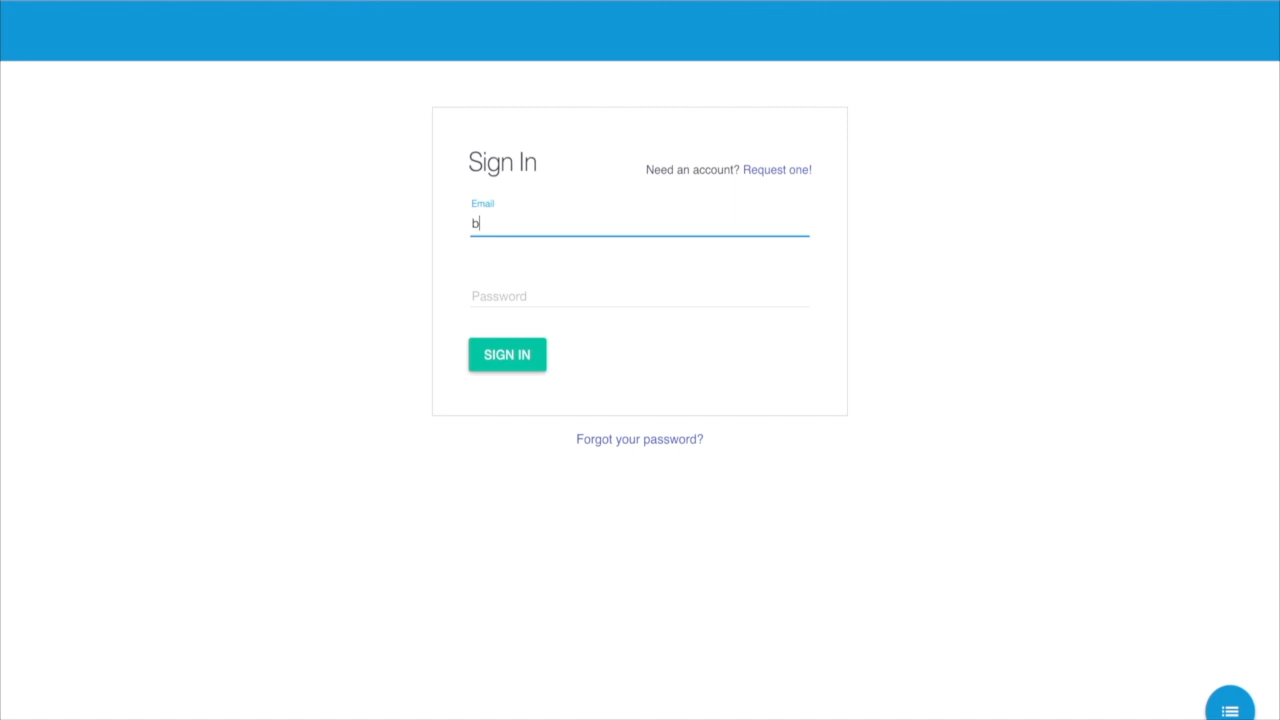 Sign In
Need an account? Request one!
Email
b
Password
SIGN IN
Forgot your password?